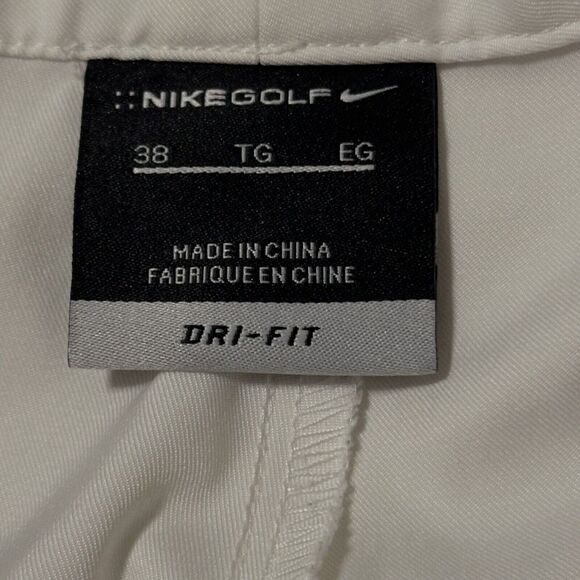 ::NIKEGOLF
38 TG EG
MADE IN CHINA
FABRIQUE EN CHINE
DRI-FIT